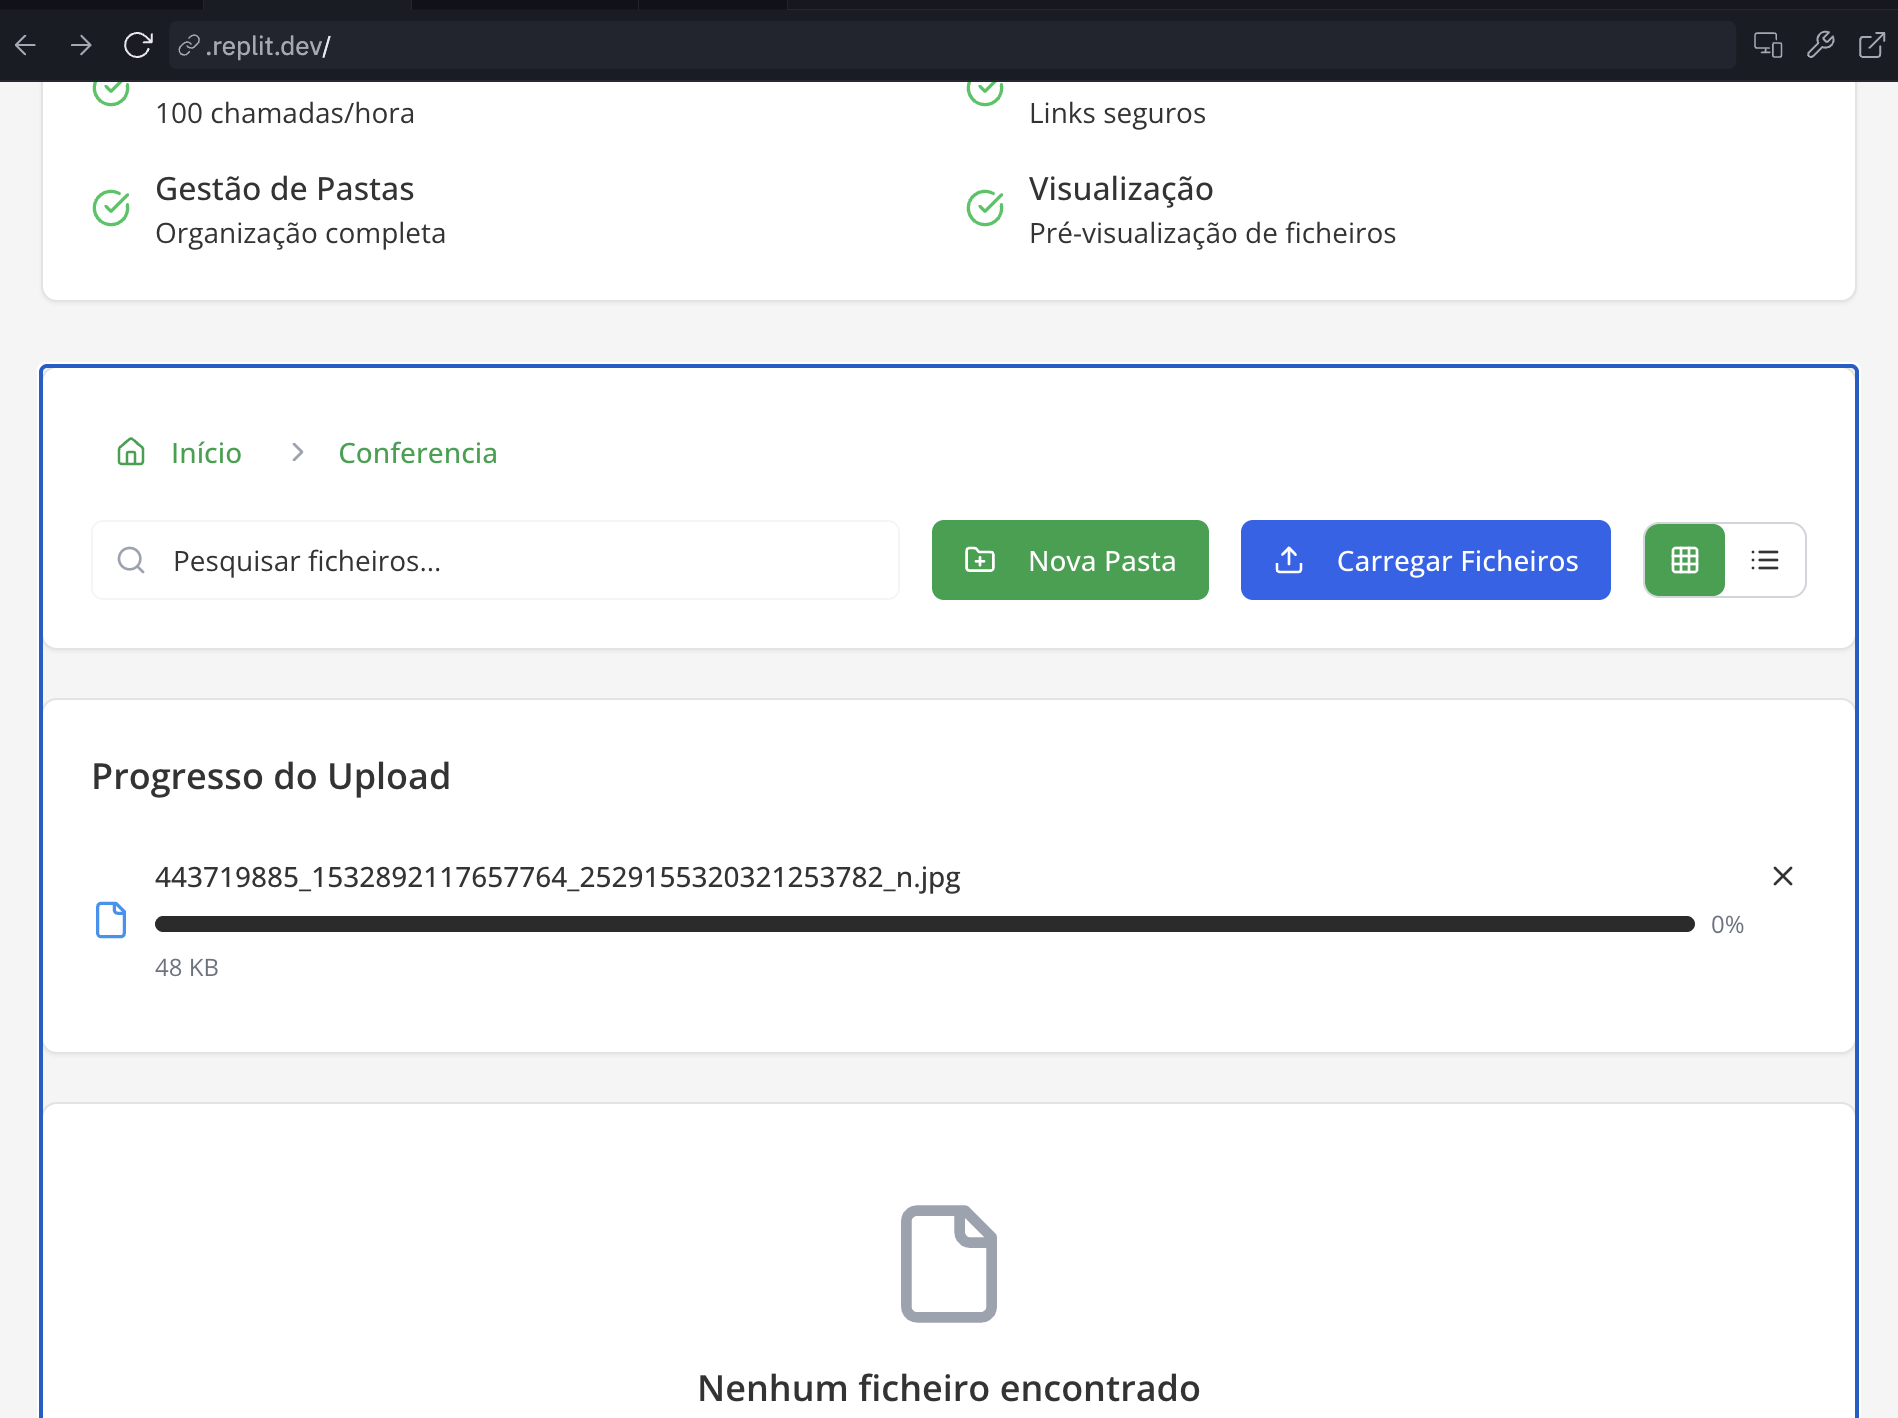 .replit.dev/
100 chamadas/hora
Links seguros
Gestão de Pastas
Organização completa
Visualização
Pré-visualização de ficheiros
Início
Conferencia
Pesquisar ficheiros...
Nova Pasta
Carregar Ficheiros
Progresso do Upload
443719885_1532892117657764_2529155320321253782_n.jpg
0%
48 KB
Nenhum ficheiro encontrado